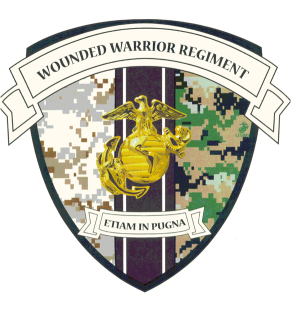 WOUNDED WARRIOR REGIMENT
ETIAM IN PUGNA